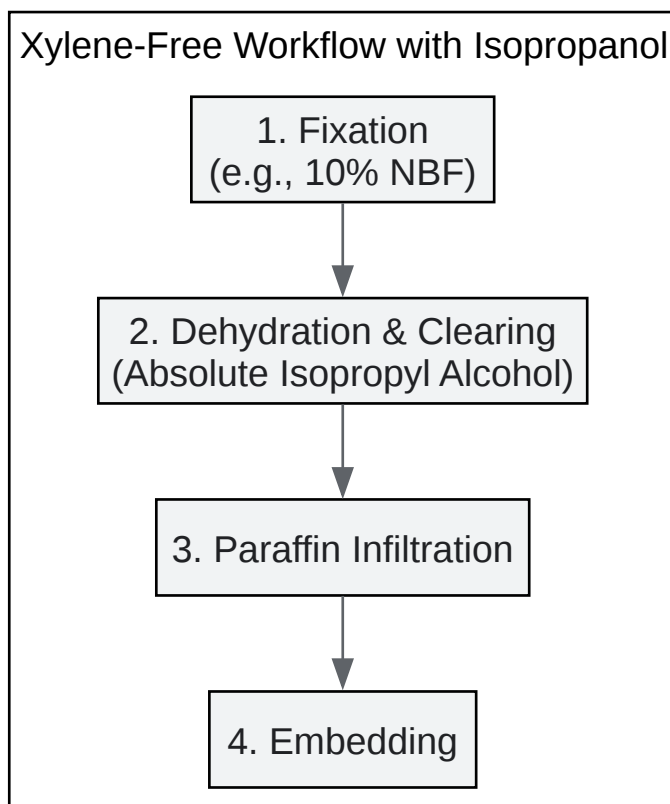 Xylene-Free Workflow with Isopropanol
1. Fixation
(e.g., 10% NBF)
2. Dehydration & Clearing
(Absolute Isopropyl Alcohol)
3. Paraffin Infiltration
4. Embedding